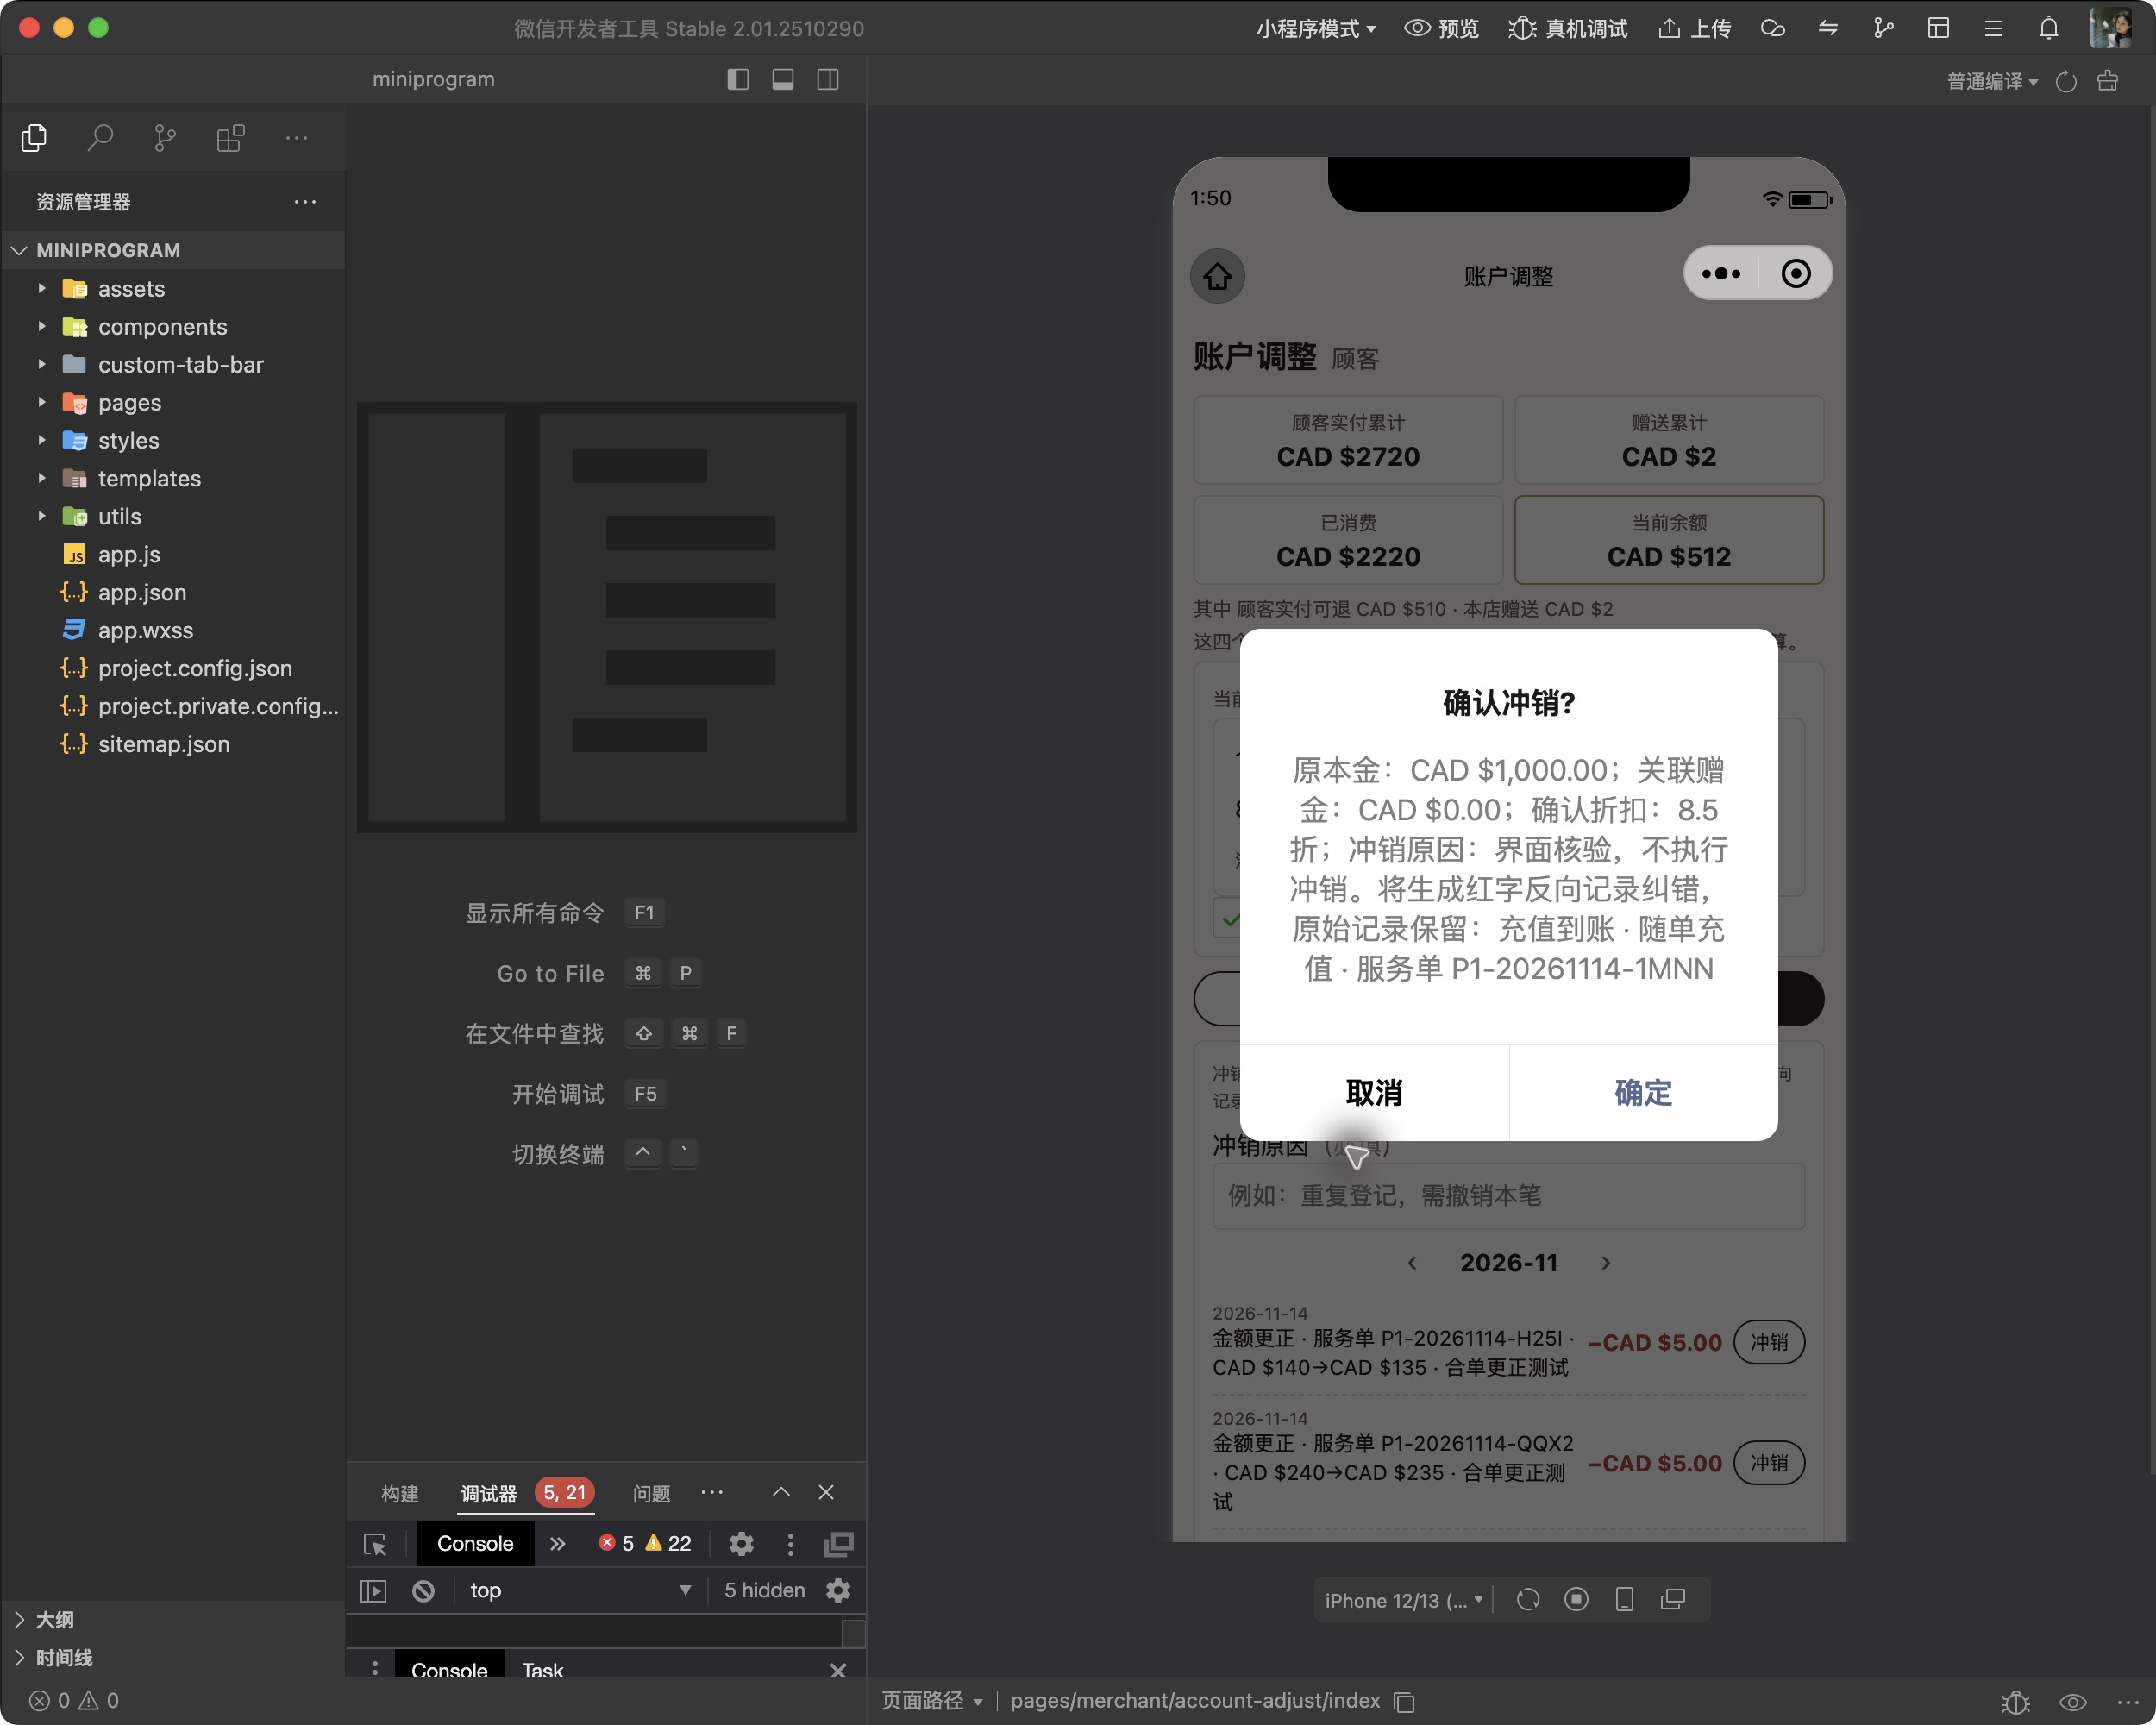 微信开发者工具 Stable 2.01.2510290
小程序模式
预览
真机调试
上传
miniprogram
普通编译
资源管理器
MINIPROGRAM
assets
components
custom-tab-bar
pages
styles
templates
utils
app.js
app.json
app.wxss
project.config.json
project.private.config...
sitemap.json
显示所有命令 F1
Go to File ⌘ P
在文件中查找 ⌘ F
开始调试 F5
切换终端 ^ `
1:50
账户调整
账户调整 顾客
顾客实付累计
CAD $2720
赠送累计
CAD $2
已消费
CAD $2220
当前余额
CAD $512
其中 顾客实付可退 CAD $510 · 本店赠送 CAD $2
这四
算。
确认冲销?
原本金：CAD $1,000.00；关联赠
金：CAD $0.00；确认折扣：8.5
折；冲销原因：界面核验，不执行
冲销。将生成红字反向记录纠错，
原始记录保留：充值到账 · 随单充
值 · 服务单 P1-20261114-1MNN
取消
确定
冲销原因
例如：重复登记，需撤销本笔
‹ 2026-11 ›
2026-11-14
金额更正 · 服务单 P1-20261114-H25I ·
CAD $140→CAD $135 · 合单更正测试
–CAD $5.00
冲销
2026-11-14
金额更正 · 服务单 P1-20261114-QQX2
· CAD $240→CAD $235 · 合单更正测
试
–CAD $5.00
冲销
构建
调试器 5, 21
问题
Console
5
22
top
5 hidden
Console
Task
大纲
时间线
0
0
iPhone 12/13 (...
页面路径
pages/merchant/account-adjust/index